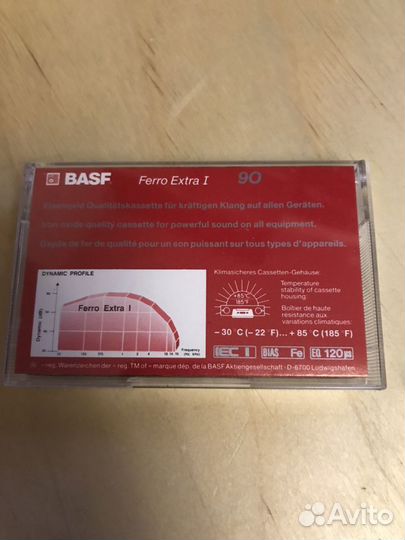 BASF Ferro Extra I 90
Eisenoxid Qualitätskassette für kräftigen Klang auf allen Geräten.
Iron oxide quality cassette for powerful sound on all equipment.
de fer de qualité pour un son puissant sur tous types d'appareils.
DYNAMIC PROFILE
Ferro Extra I
Dynamic (dB)
Frequency
Klimasicheres Cassetten-Gehäuse:
+85°C
185°F
Temperature
stability of cassette
housing:
Boîtier de haute
résistance aux
variations climatiques:
– 30°C (– 22°F)... + 85°C (185°F)
IEC I BIAS Fe EQ 120 µs
– reg. Warenzeichen der – reg. TM of – marque dép. de la BASF Aktiengesellschaft · D-6700 Ludwigshafen
Avito